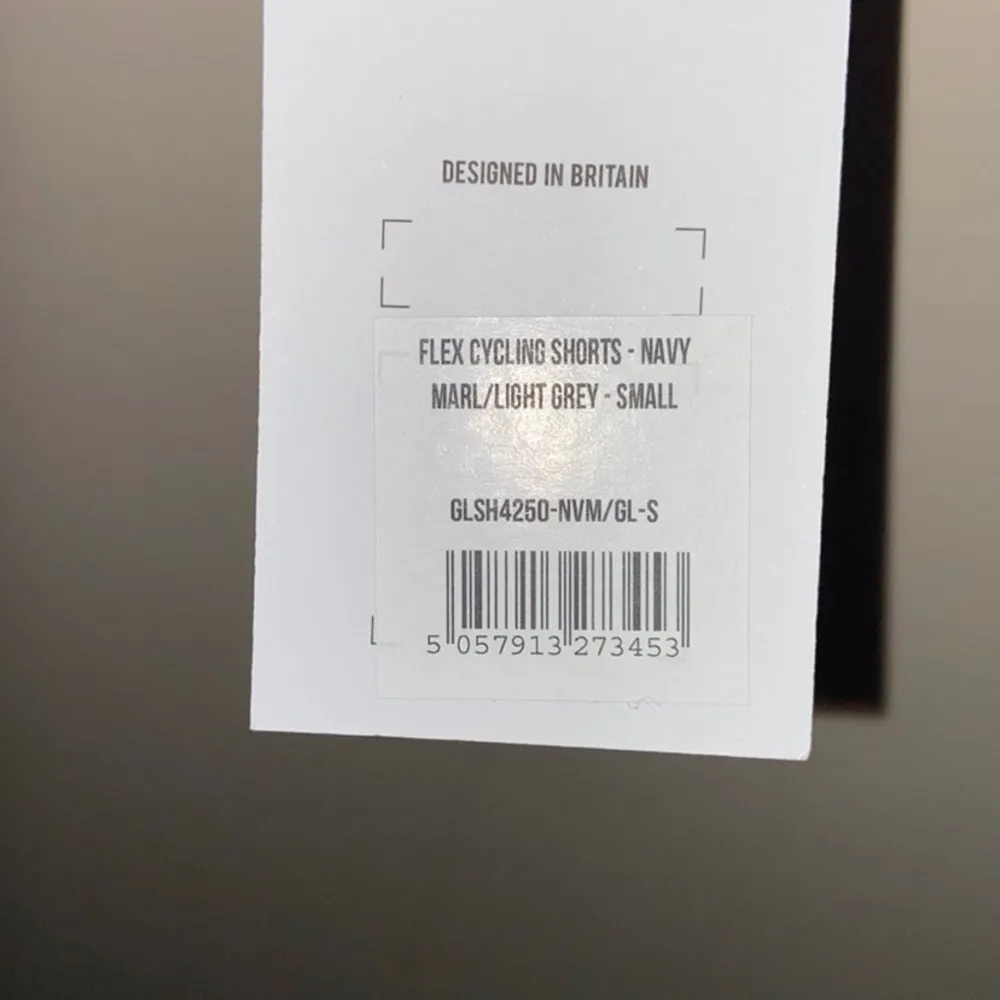 DESIGNED IN BRITAIN
FLEX CYCLING SHORTS - NAVY
MARL/LIGHT GREY - SMALL
GLSH4250-NVM/GL-S
5 057913 273453